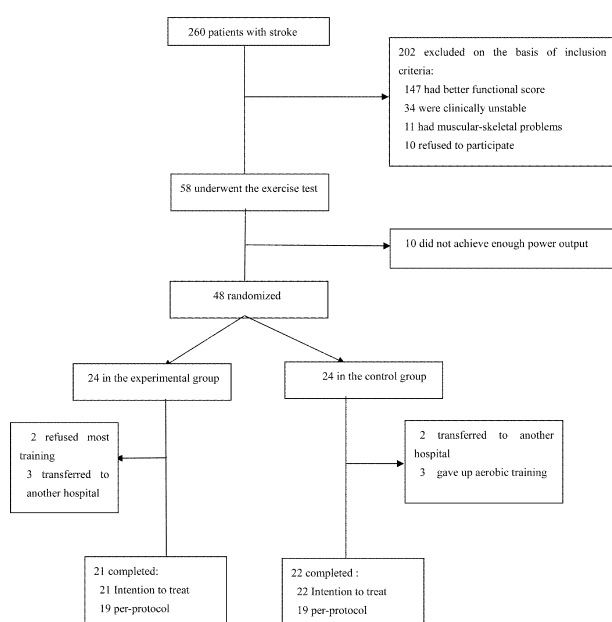 260 patients with stroke
202 excluded on the basis of inclusion
criteria:
147 had better functional score
34 were clinically unstable
11 had muscular-skeletal problems
10 refused to participate
58 underwent the exercise test
10 did not achieve enough power output
48 randomized
24 in the experimental group
24 in the control group
2 refused most
training
3 transferred to
another hospital
2 transferred to another
hospital
3 gave up aerobic training
21 completed:
21 Intention to treat
19 per-protocol
22 completed :
22 Intention to treat
19 per-protocol